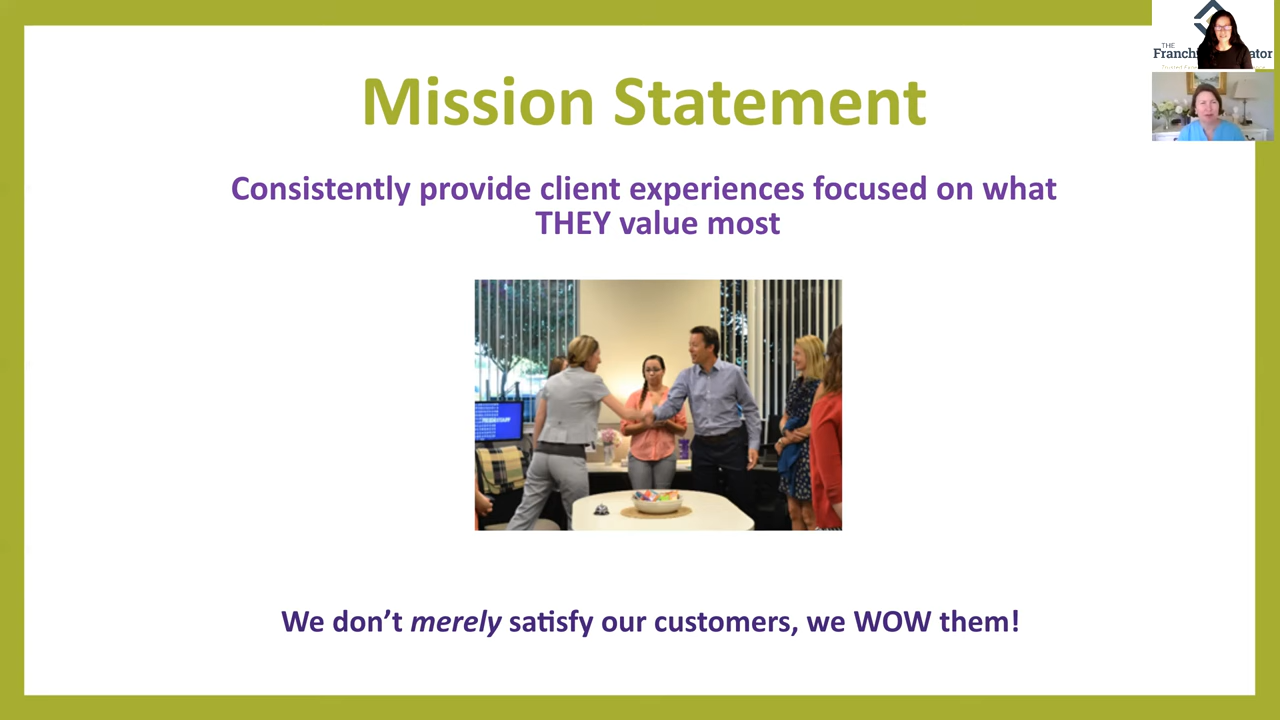 Mission Statement
THE
Consistently provide client experiences focused on what
THEY value most
We don't merely satisfy our customers, we WOW them!